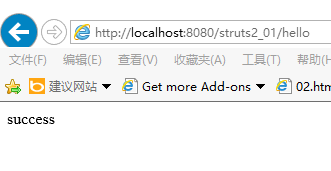 http://localhost:8080/struts2_01/hello
文件(F) 编辑(E) 查看(V) 收藏夹(A) 工具(T) 帮助(H)
建议网站 Get more Add-ons 02.htm
success